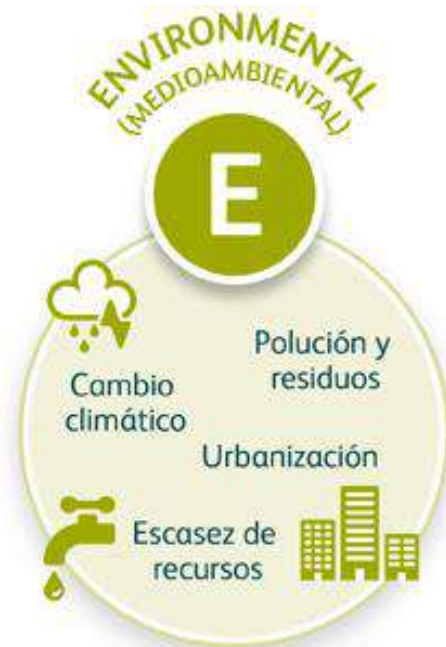 ENVIRONMENTAL
(MEDIOAMBIENTAL)
E
Polución y
residuos
Cambio
climático
Urbanización
Escasez de
recursos